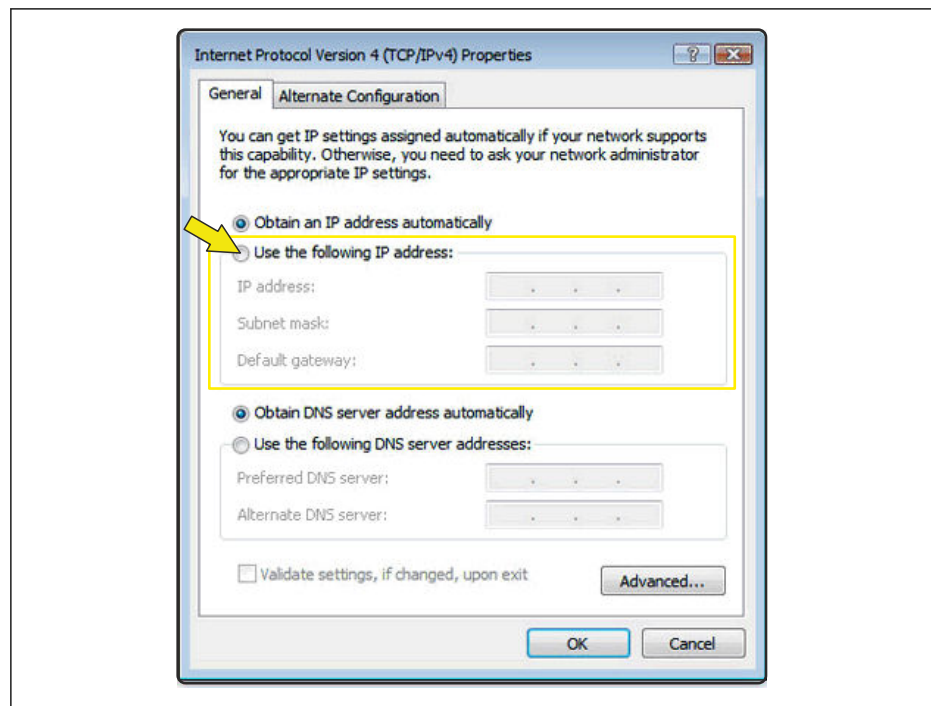 Internet Protocol Version 4 (TCP/IPv4) Properties
General
Alternate Configuration
You can get IP settings assigned automatically if your network supports
this capability. Otherwise, you need to ask your network administrator
for the appropriate IP settings.
Obtain an IP address automatically
Use the following IP address:
IP address:
Subnet mask:
Default gateway:
Obtain DNS server address automatically
Use the following DNS server addresses:
Preferred DNS server:
Alternate DNS server:
Validate settings, if changed, upon exit
Advanced...
OK
Cancel